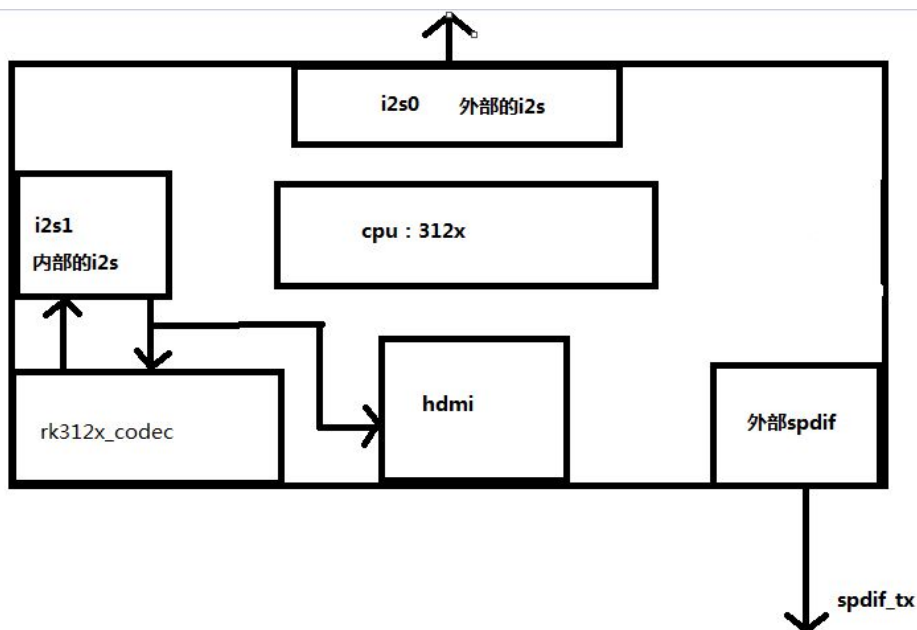 i2s0 外部的i2s
i2s1
内部的i2s
cpu：312x
rk312x_codec
hdmi
外部spdif
spdif_tx